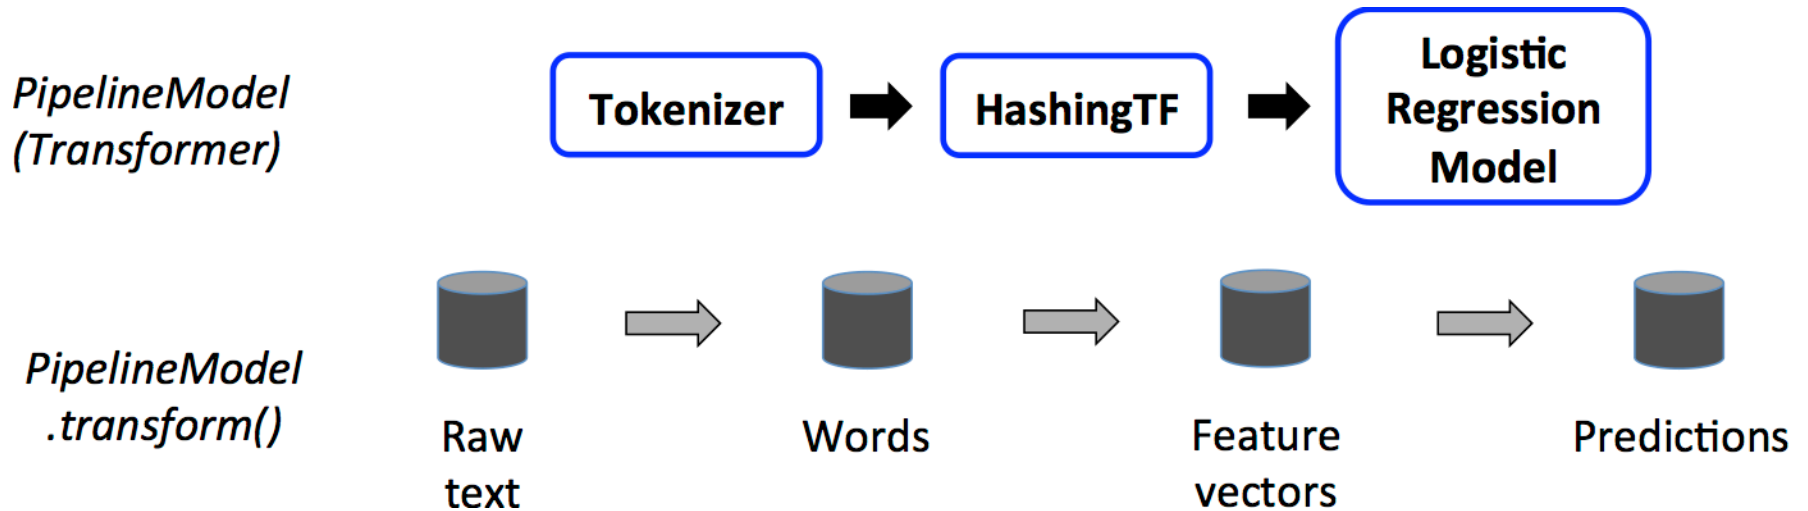 PipelineModel
(Transformer)
Tokenizer
HashingTF
Logistic
Regression
Model
PipelineModel
.transform()
Raw
text
Words
Feature
vectors
Predictions